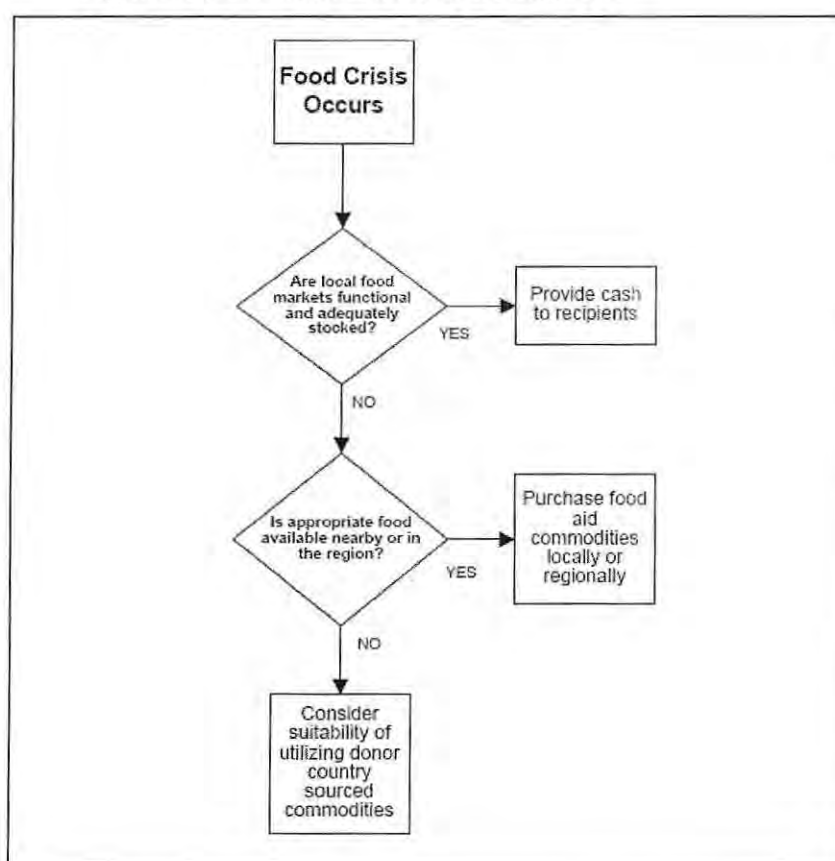 Food Crisis
Occurs
Are local food
markets functional
and adequately
stocked?
YES
Provide cash
to recipients
NO
Is appropriate food
available nearby or in
the region?
YES
Purchase food
aid
commodities
locally or
regionally
NO
Consider
suitability of
utilizing donor
country
sourced
commodities